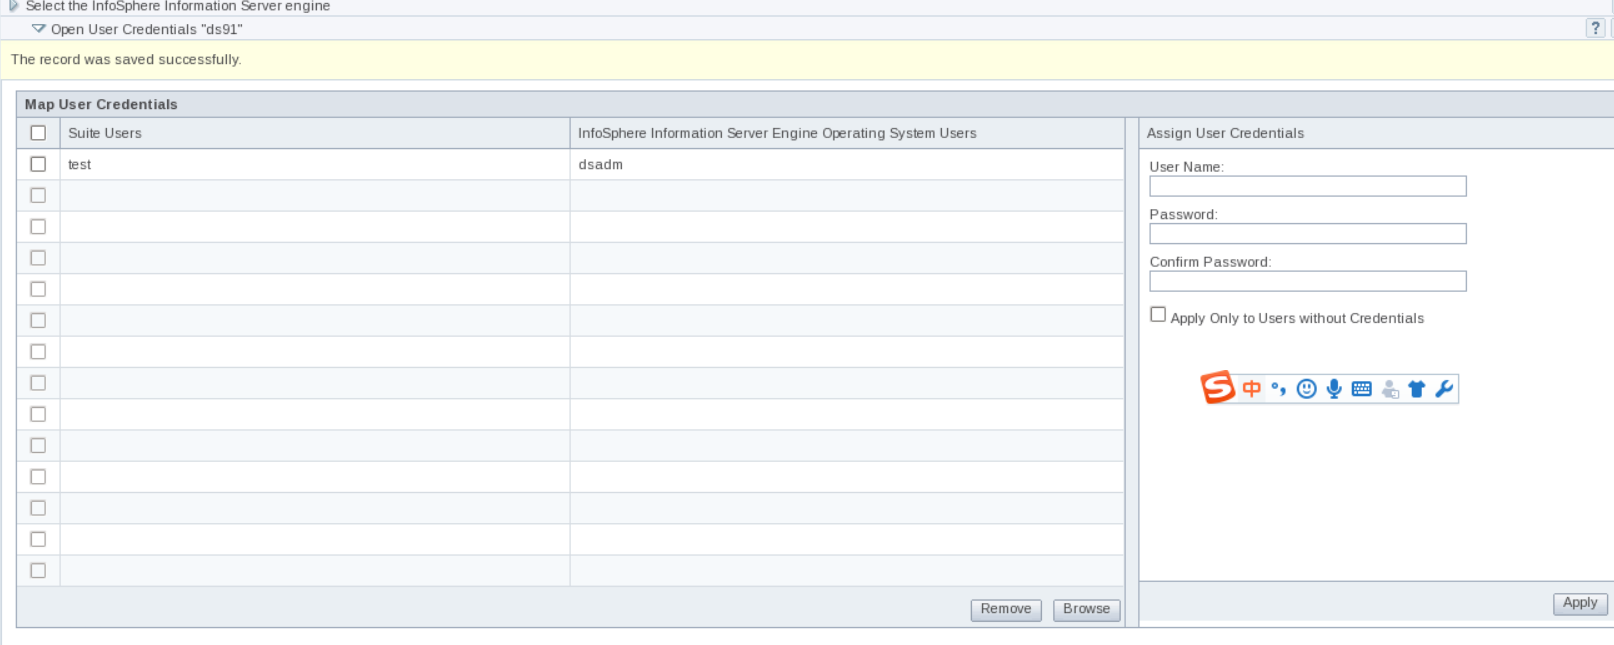 Select the InfoSphere Information Server engine
Open User Credentials "ds91"
?
The record was saved successfully.
Map User Credentials
Suite Users
InfoSphere Information Server Engine Operating System Users
Assign User Credentials
test
dsadm
User Name:
Password:
Confirm Password:
Apply Only to Users without Credentials
S 中 °,
Remove
Browse
Apply